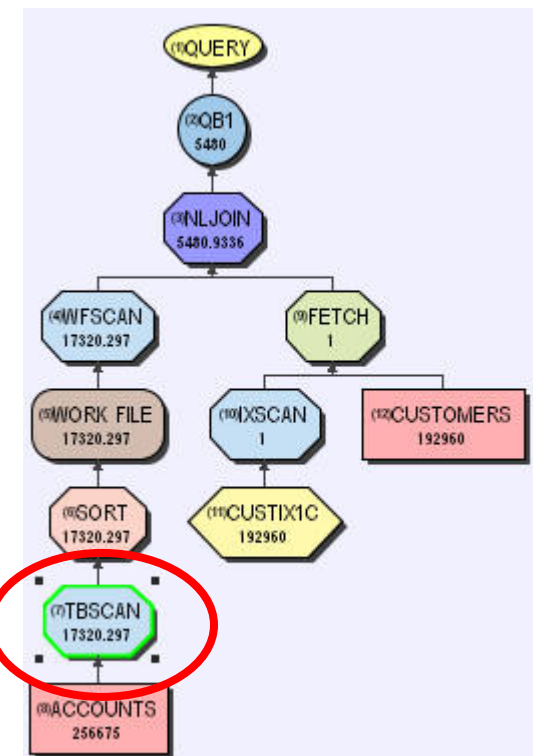 (1)QUERY
(2)QB1
5480
(3)NLJOIN
5480.9336
(4)WFSCAN
17320.297
(9)FETCH
1
(5)WORK FILE
17320.297
(10)IXSCAN
1
(12)CUSTOMERS
192960
(6)SORT
17320.297
(11)CUSTIX1C
192960
(7)TBSCAN
17320.297
(8)ACCOUNTS
256675